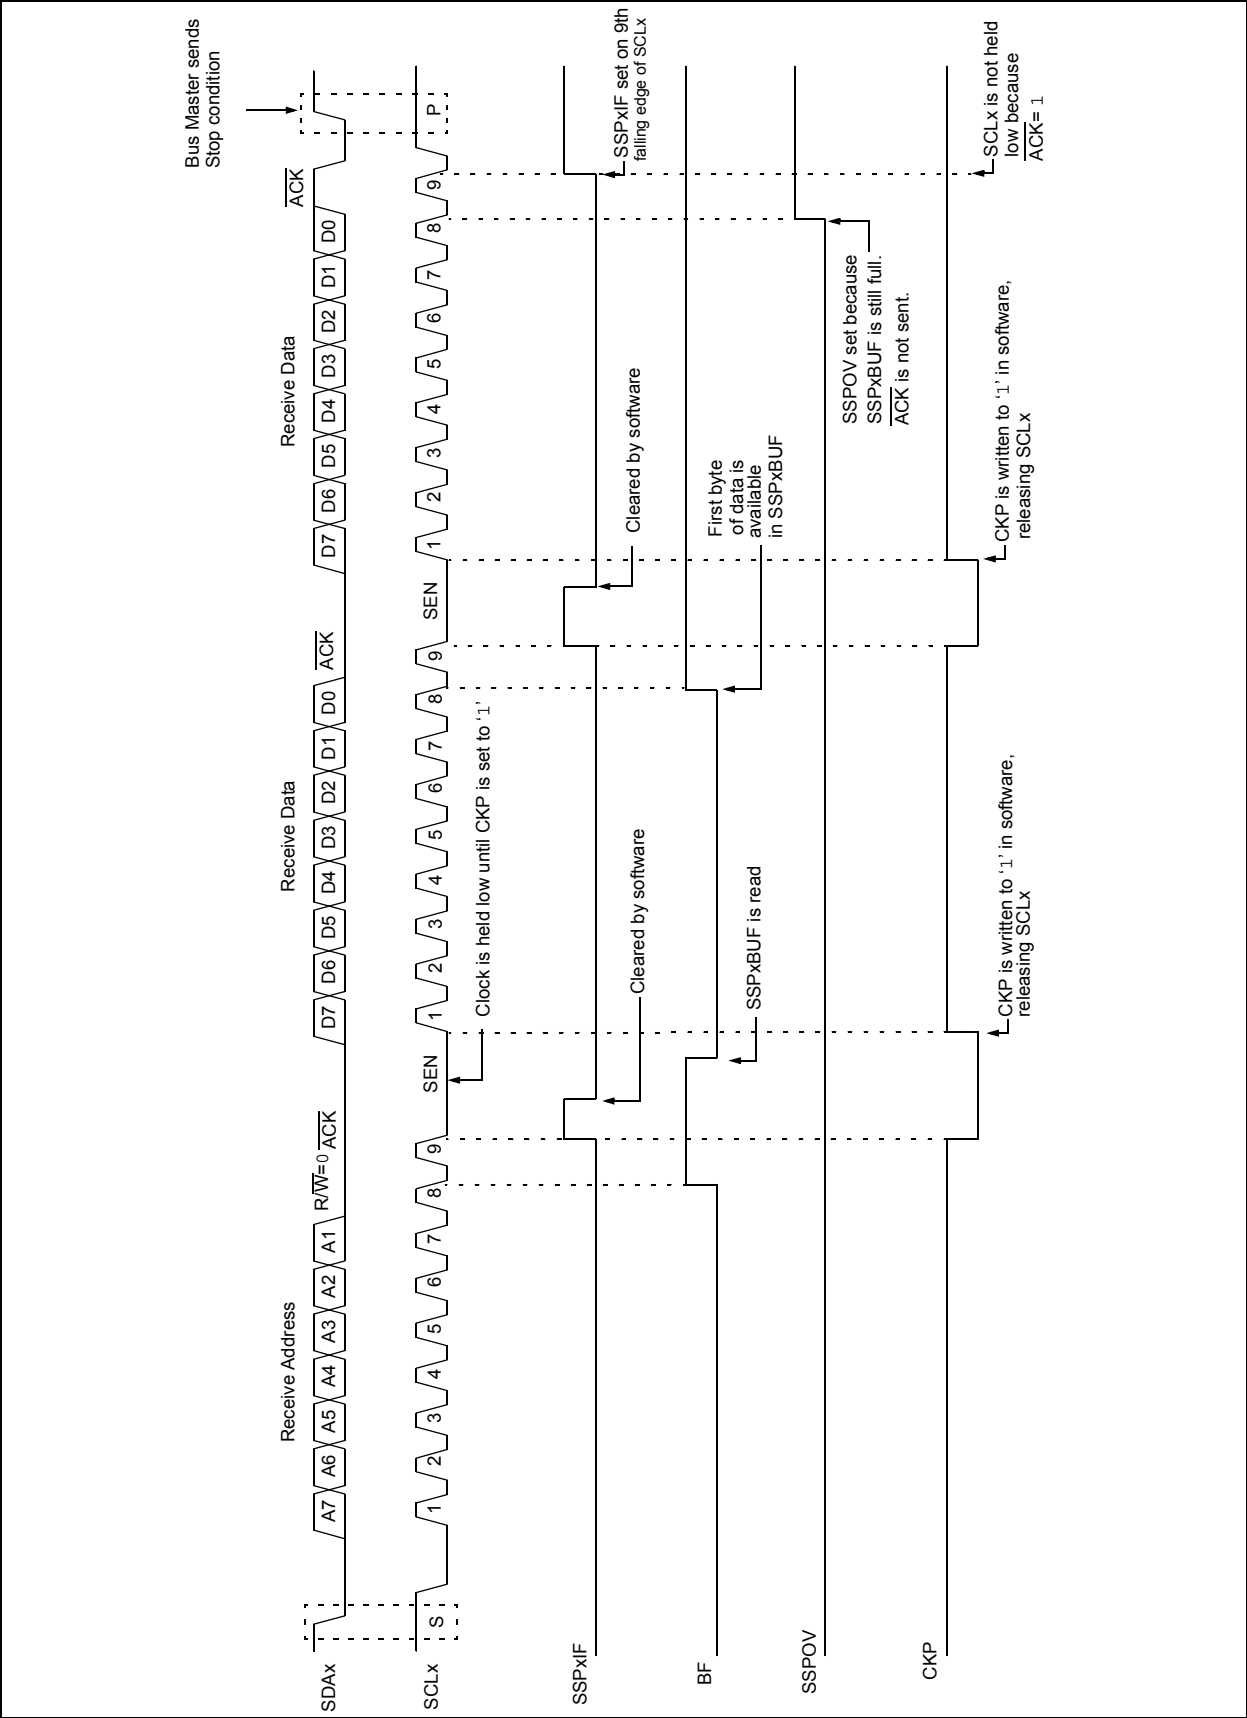 Bus Master sends
Stop condition
Receive Address
Receive Data
Receive Data
R/W=0
ACK
ACK
ACK
SDAx
A7 A6 A5 A4 A3 A2 A1
D7 D6 D5 D4 D3 D2 D1 D0
D7 D6 D5 D4 D3 D2 D1 D0
SCLx
S
1 2 3 4 5 6 7 8 9
SEN
1 2 3 4 5 6 7 8 9
SEN
1 2 3 4 5 6 7 8 9
P
Clock is held low until CKP is set to ‘1’
SSPxIF
Cleared by software
Cleared by software
SSPxIF set on 9th
falling edge of SCLx
BF
SSPxBUF is read
First byte
of data is
available
in SSPxBUF
SSPOV
SSPOV set because
SSPxBUF is still full.
ACK is not sent.
CKP
CKP is written to ‘1’ in software,
releasing SCLx
CKP is written to ‘1’ in software,
releasing SCLx
SCLx is not held
low because
ACK= 1